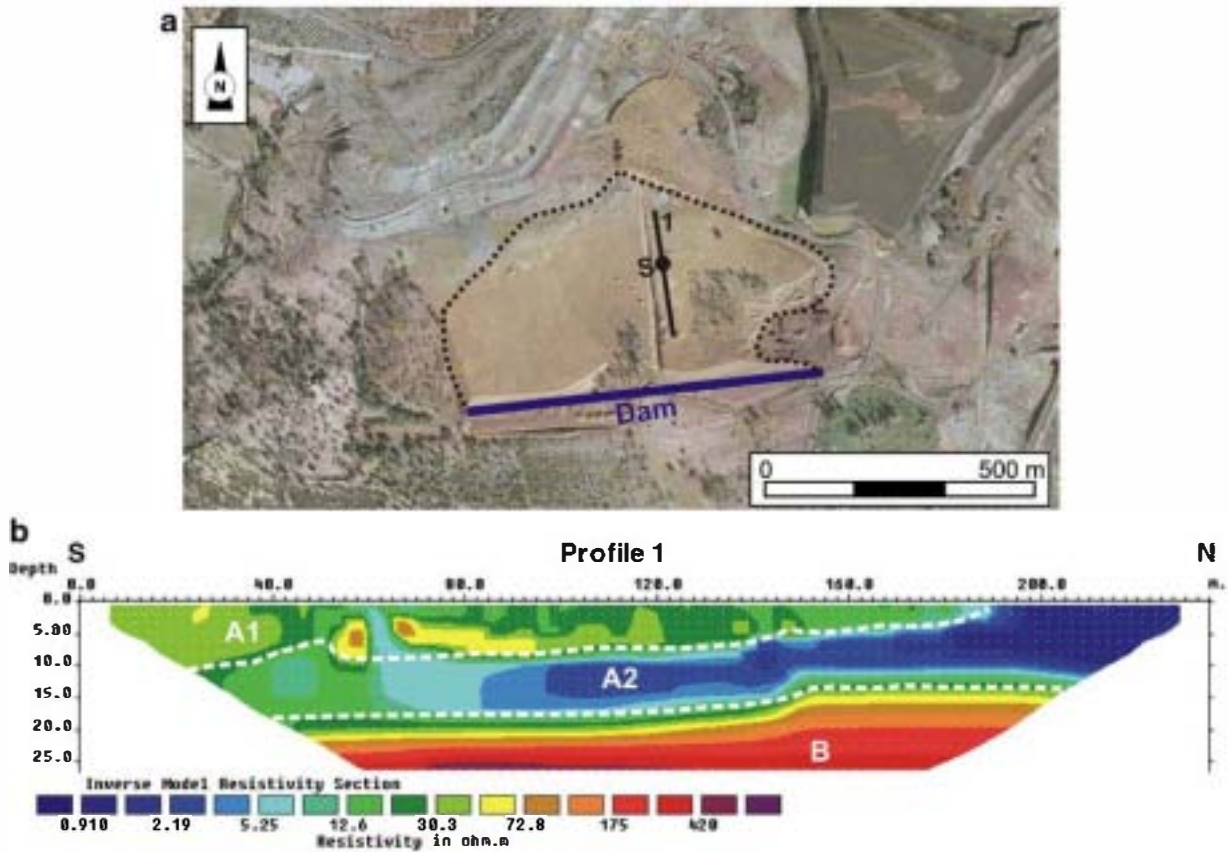 a
N
1
S
Dam
0 500 m
b
S Profile 1 N
Depth 0.0 40.0 80.0 120.0 160.0 200.0 m.
0.0
5.00
10.0
15.0
20.0
25.0
A1
A2
B
Inverse Model Resistivity Section
0.910 2.19 5.25 12.6 30.3 72.8 175 420
Resistivity in ohm.m